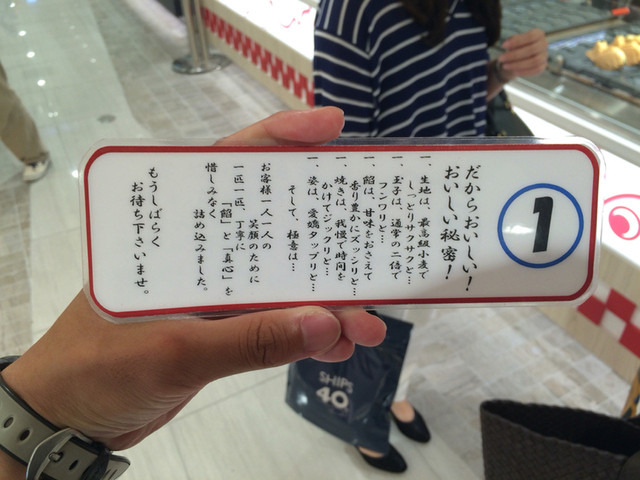 1
だからおいしい！
おいしい秘密！
一、生地は、最高級小麦で
しっとりサクサクと…
一、玉子は、通常の二倍で
フンワリと…
一、餡は、甘味をおさえて
香り豊かにズッシリと…
一、焼きは、我慢で時間を
かけてジックリと…
一、姿は、愛嬌タップリと…
そして、極意は…
お客様一人一人の
笑顔のために
一匹一匹、丁寧に
「餡」と「真心」を
惜しみなく、
詰め込みました。
もうしばらく
お待ち下さいませ。
SHIPS
40